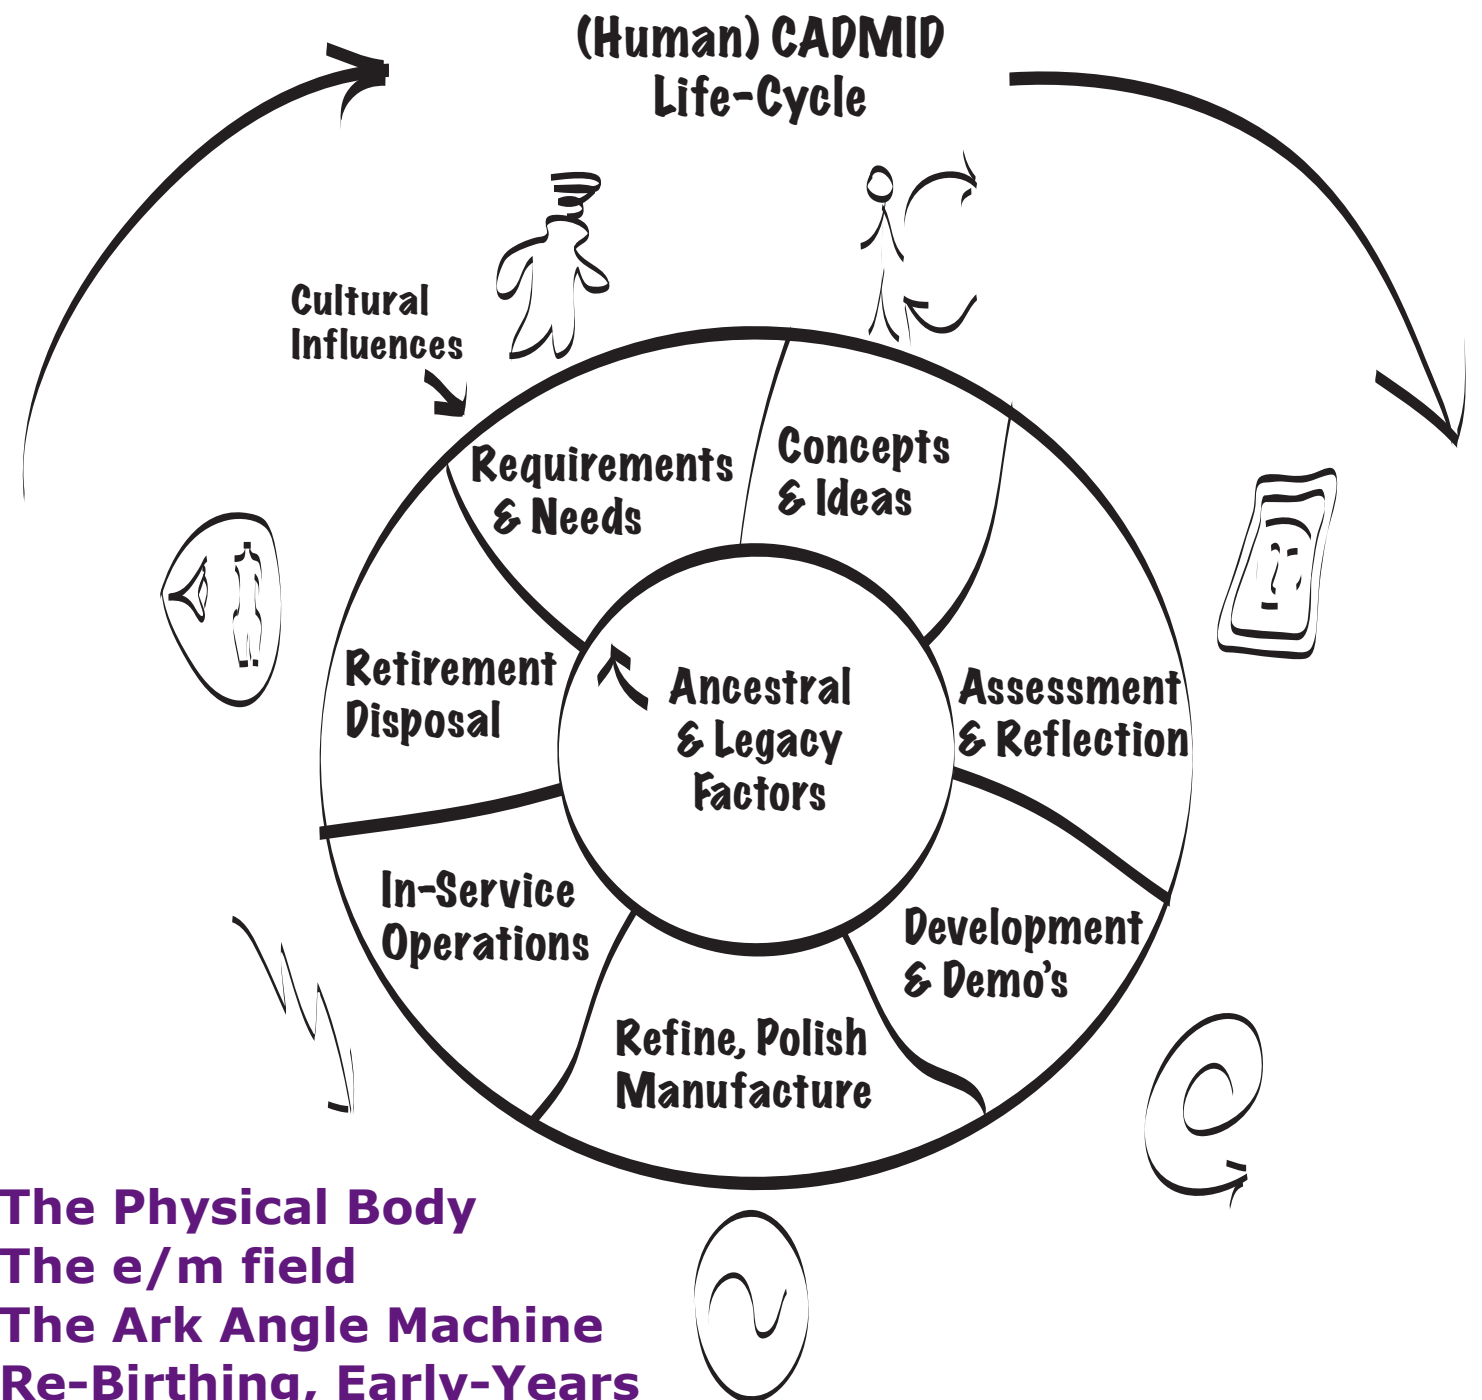 (Human) CADMID
Life-Cycle
Cultural
Influences
Requirements
& Needs
Concepts
& Ideas
Retirement
Disposal
Ancestral
& Legacy
Factors
Assessment
& Reflection
In-Service
Operations
Development
& Demo's
Refine, Polish
Manufacture
The Physical Body
The e/m field
The Ark Angle Machine
Re-Birthing, Early-Years